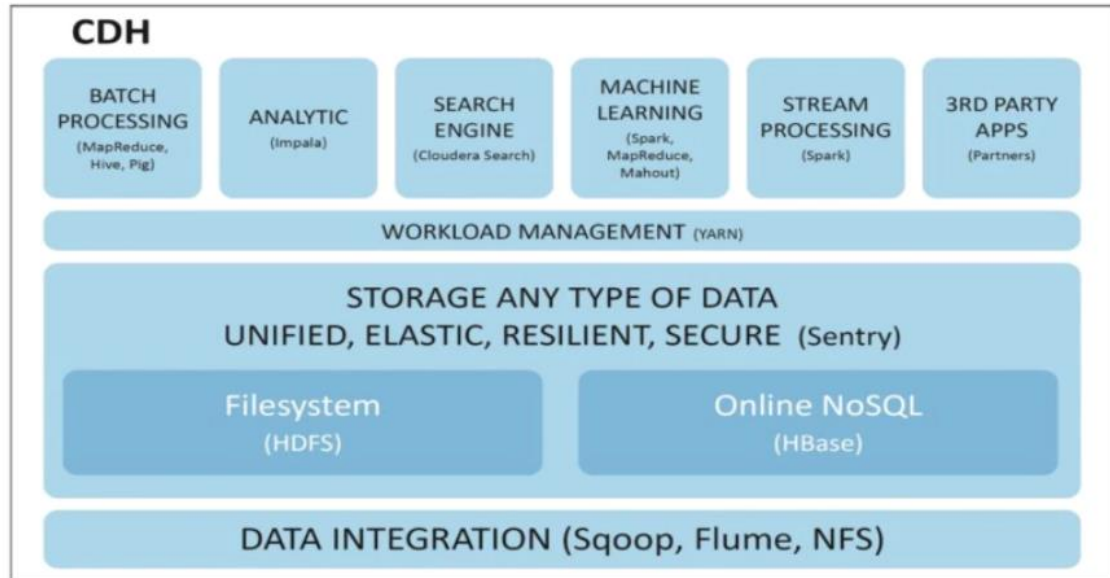 CDH
BATCH
PROCESSING
(MapReduce,
Hive, Pig)
ANALYTIC
(Impala)
SEARCH
ENGINE
(Cloudera Search)
MACHINE
LEARNING
(Spark,
MapReduce,
Mahout)
STREAM
PROCESSING
(Spark)
3RD PARTY
APPS
(Partners)
WORKLOAD MANAGEMENT (YARN)
STORAGE ANY TYPE OF DATA
UNIFIED, ELASTIC, RESILIENT, SECURE (Sentry)
Filesystem
(HDFS)
Online NoSQL
(HBase)
DATA INTEGRATION (Sqoop, Flume, NFS)